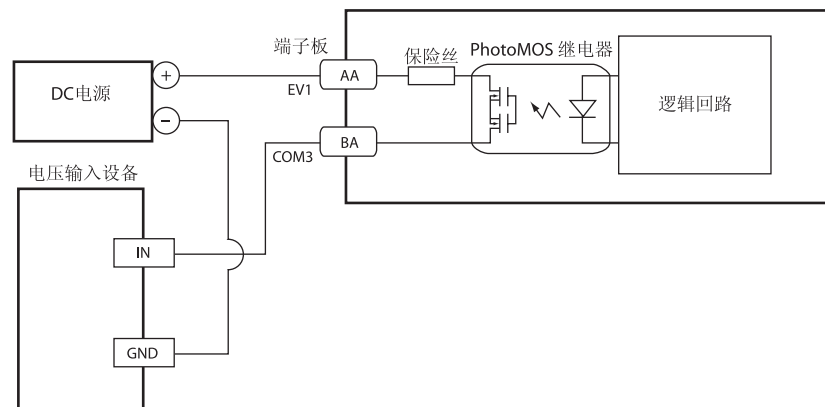 端子板
保险丝
PhotoMOS 继电器
DC电源
+
AA
EV1
逻辑回路
−
BA
COM3
电压输入设备
IN
GND